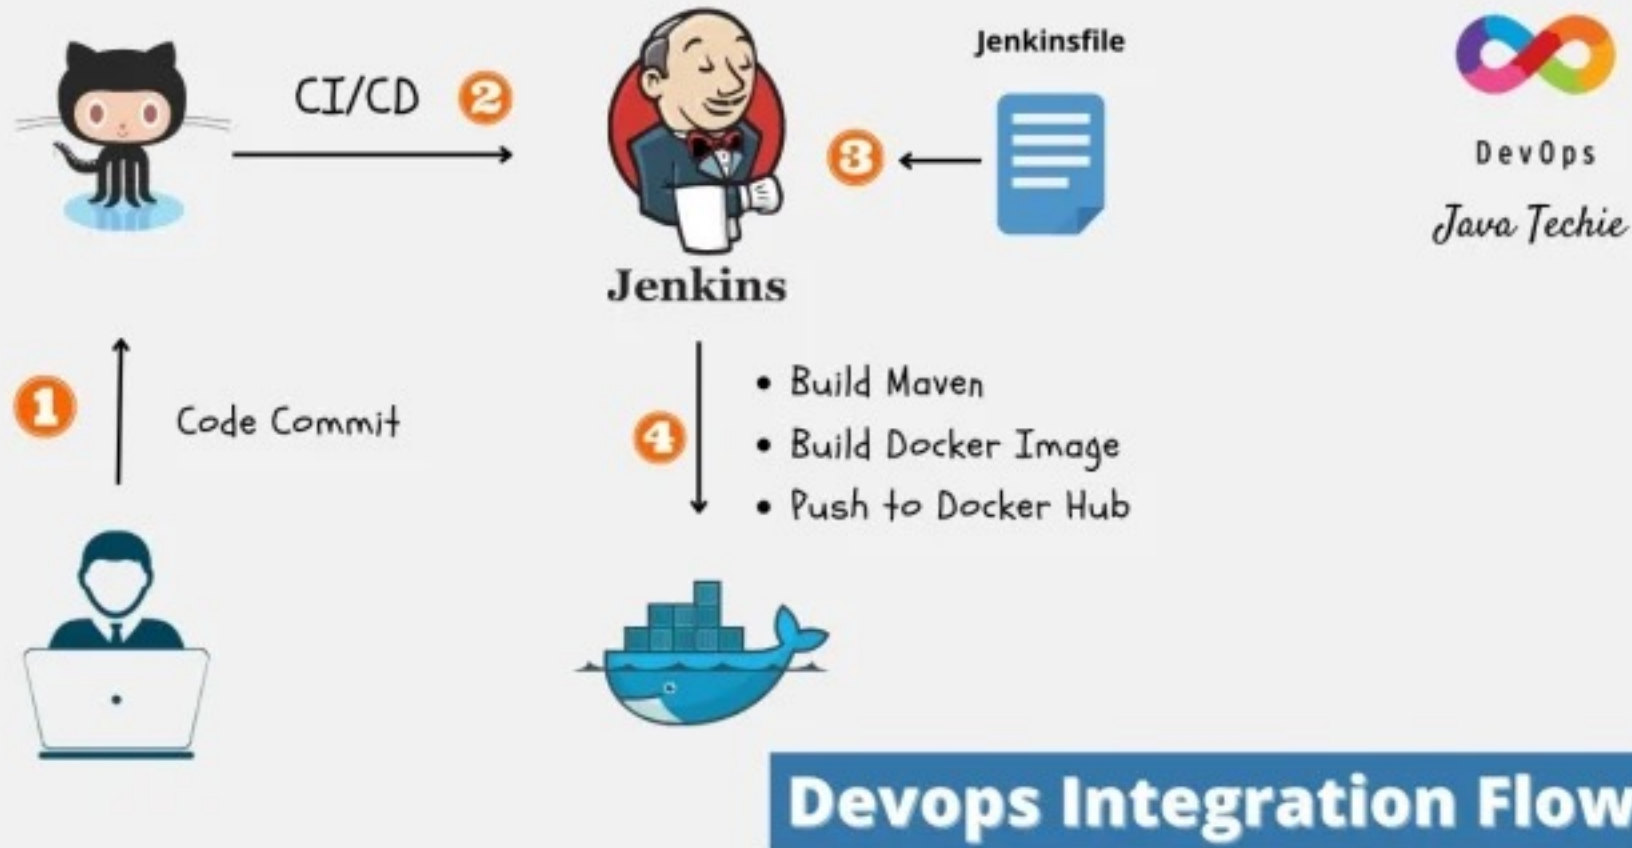 CI/CD
2
Jenkinsfile
3
DevOps
Java Techie
Jenkins
1
Code Commit
4
• Build Maven
• Build Docker Image
• Push to Docker Hub
Devops Integration Flow